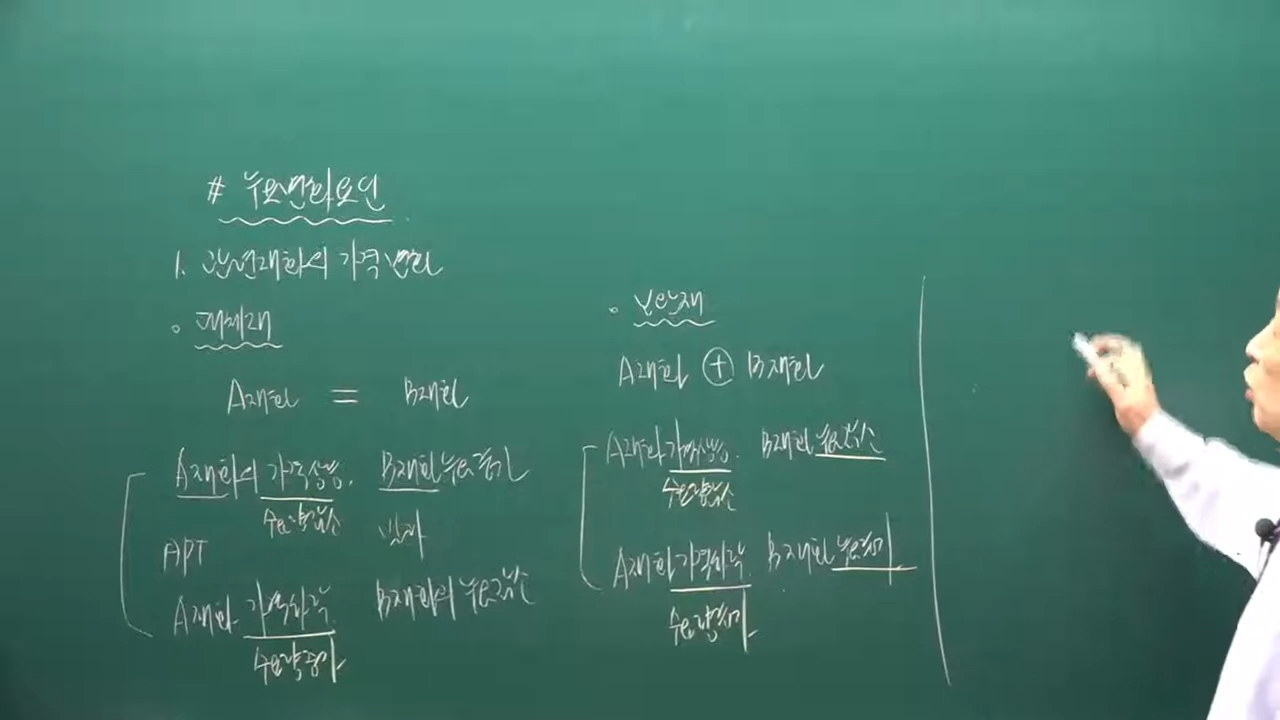 # 수요변화요인
1. 관련재화의 가격변화
◦ 대체재
A재화 = B재화
A재화의 가격상승. B재화 수요증가
수요량감소 빌라
APT
A재화 가격하락 B재화의 수요감소
수요량증가
◦ 보완재
A재화 ⊕ B재화
A재화 가격상승. B재화 수요감소
수요량감소
A재화 가격하락 B재화 수요증가
수요량증가